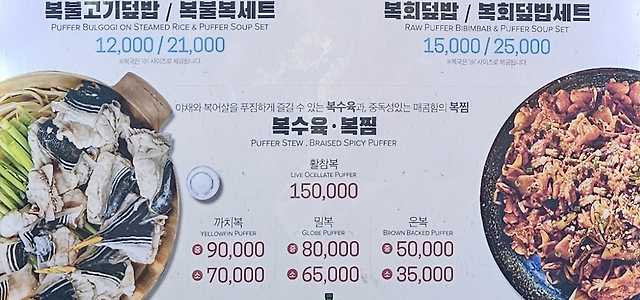 복불고기덮밥 / 복불복세트
PUFFER BULGOGI ON STEAMED RICE & PUFFER SOUP SET
12,000 / 21,000
복회덮밥 / 복회덮밥세트
RAW PUFFER BIBIMBAB & PUFFER SOUP SET
15,000 / 25,000
야채와 복어살을 푸짐하게 즐길 수 있는 복수육과, 중독성있는 매콤함의 복찜
복수육 · 복찜
PUFFER STEW . BRAISED SPICY PUFFER
활참복
LIVE OCELLATE PUFFER
150,000
까치복
YELLOWFIN PUFFER
중 90,000
소 70,000
밀복
GLOBE PUFFER
중 80,000
소 65,000
은복
BROWN BACKED PUFFER
중 50,000
소 35,000